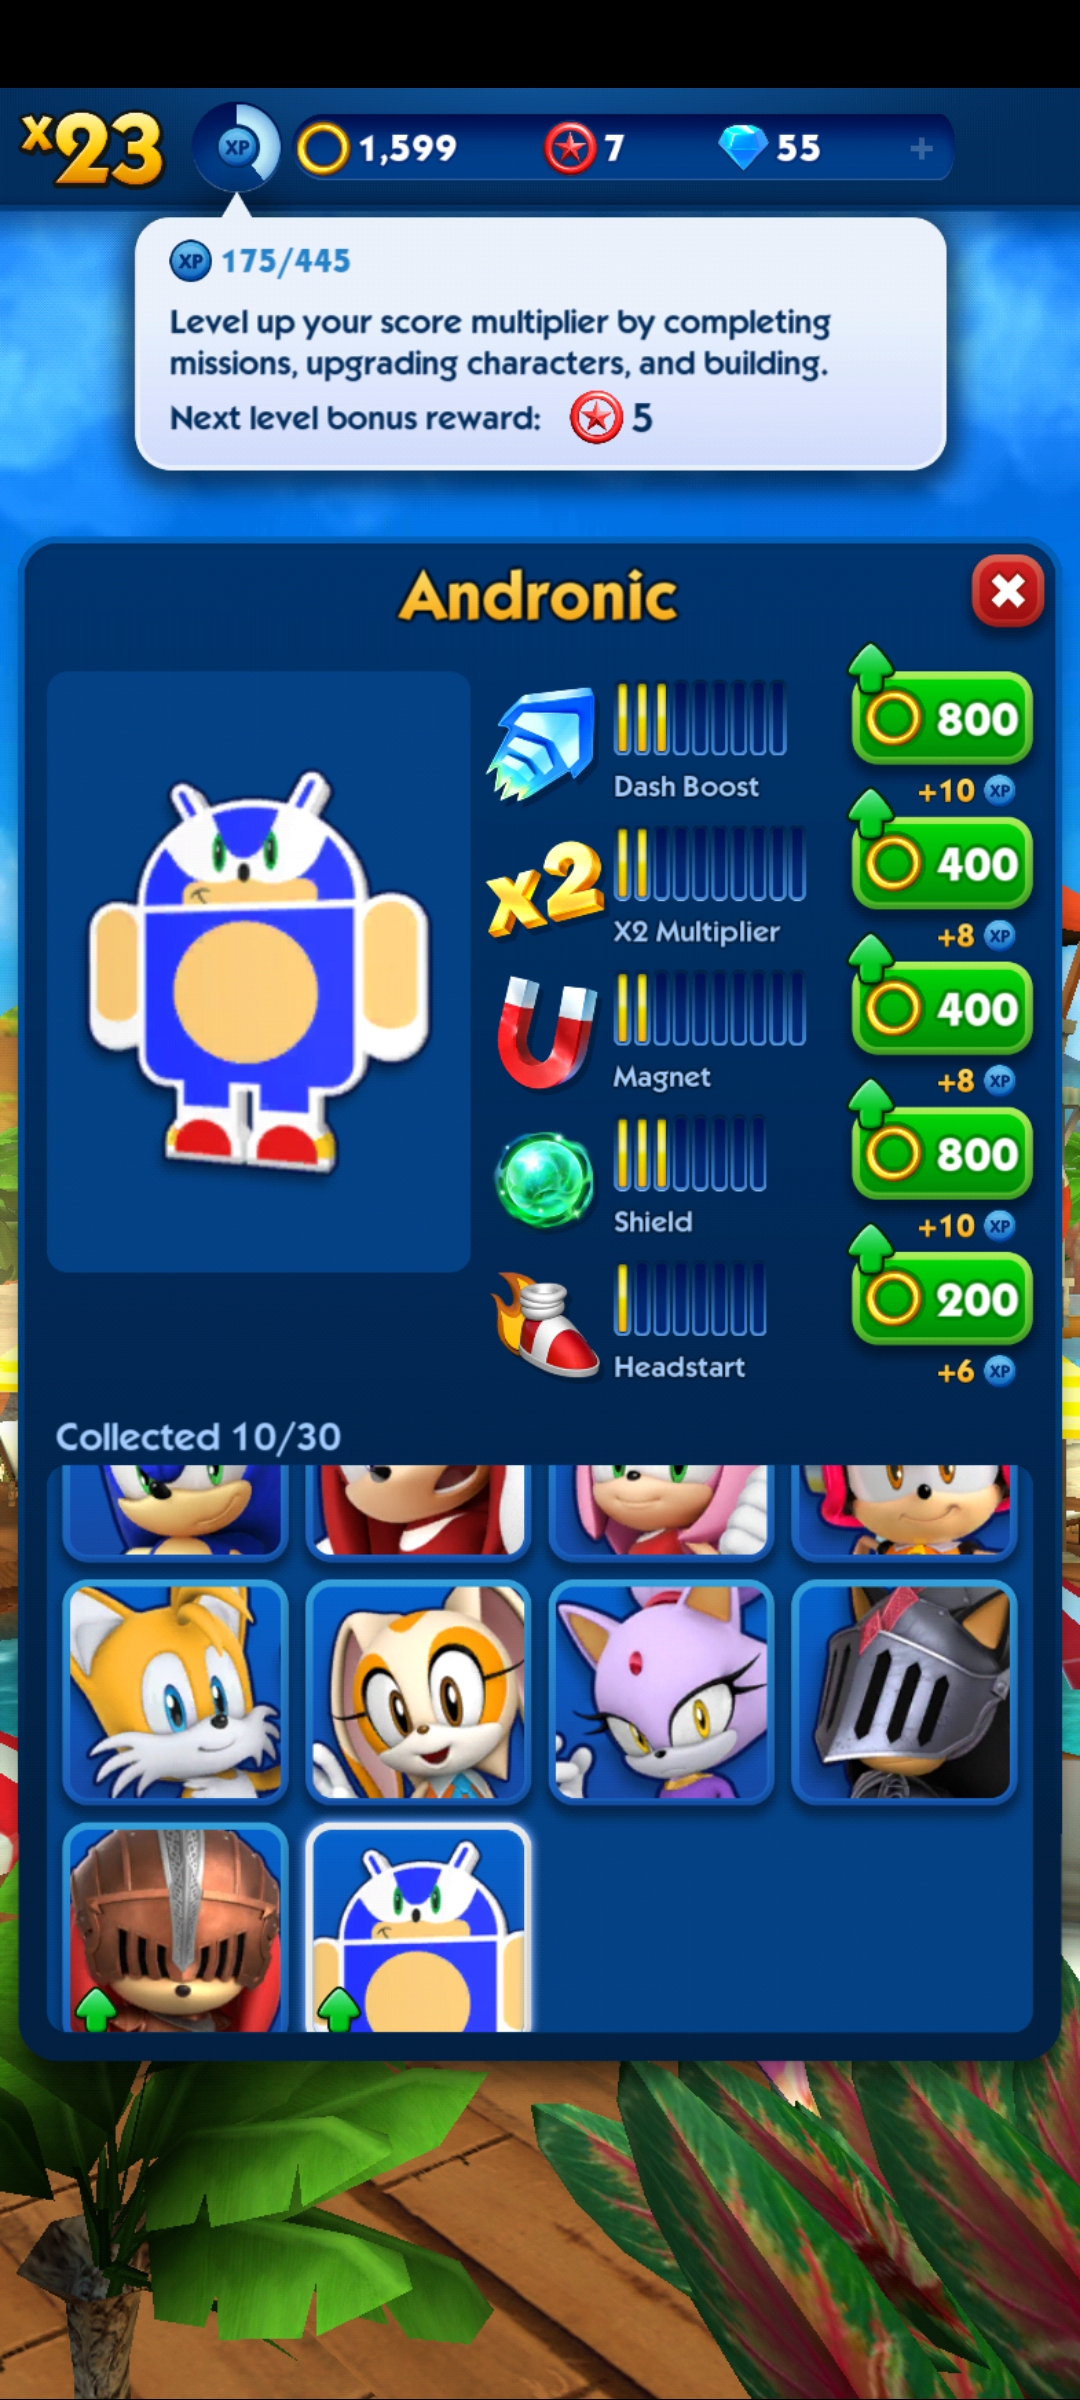 x23 XP 1,599 7 55 +
XP 175/445
Level up your score multiplier by completing
missions, upgrading characters, and building.
Next level bonus reward: 5
Andronic
800
Dash Boost
+10 XP
x2
400
X2 Multiplier
+8 XP
400
Magnet
+8 XP
800
Shield
+10 XP
200
Headstart
+6 XP
Collected 10/30